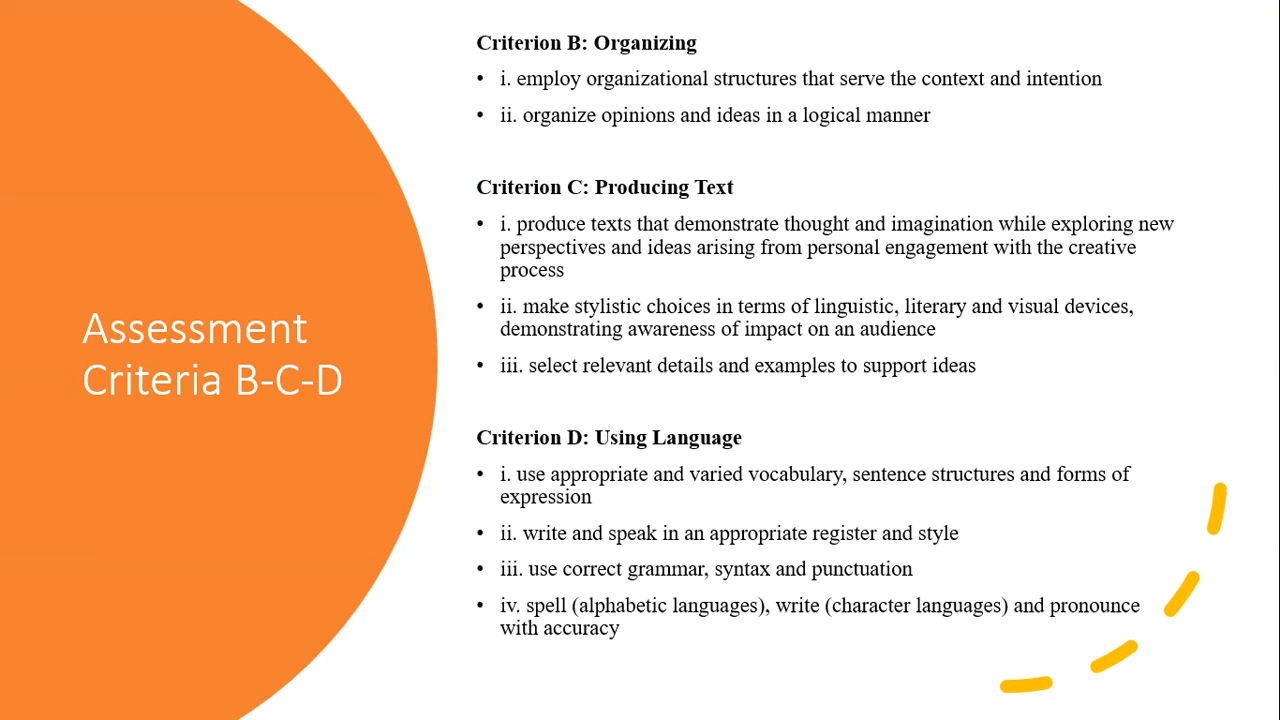 Assessment
Criteria B-C-D
Criterion B: Organizing
• i. employ organizational structures that serve the context and intention
• ii. organize opinions and ideas in a logical manner
Criterion C: Producing Text
• i. produce texts that demonstrate thought and imagination while exploring new
perspectives and ideas arising from personal engagement with the creative
process
• ii. make stylistic choices in terms of linguistic, literary and visual devices,
demonstrating awareness of impact on an audience
• iii. select relevant details and examples to support ideas
Criterion D: Using Language
• i. use appropriate and varied vocabulary, sentence structures and forms of
expression
• ii. write and speak in an appropriate register and style
• iii. use correct grammar, syntax and punctuation
• iv. spell (alphabetic languages), write (character languages) and pronounce
with accuracy